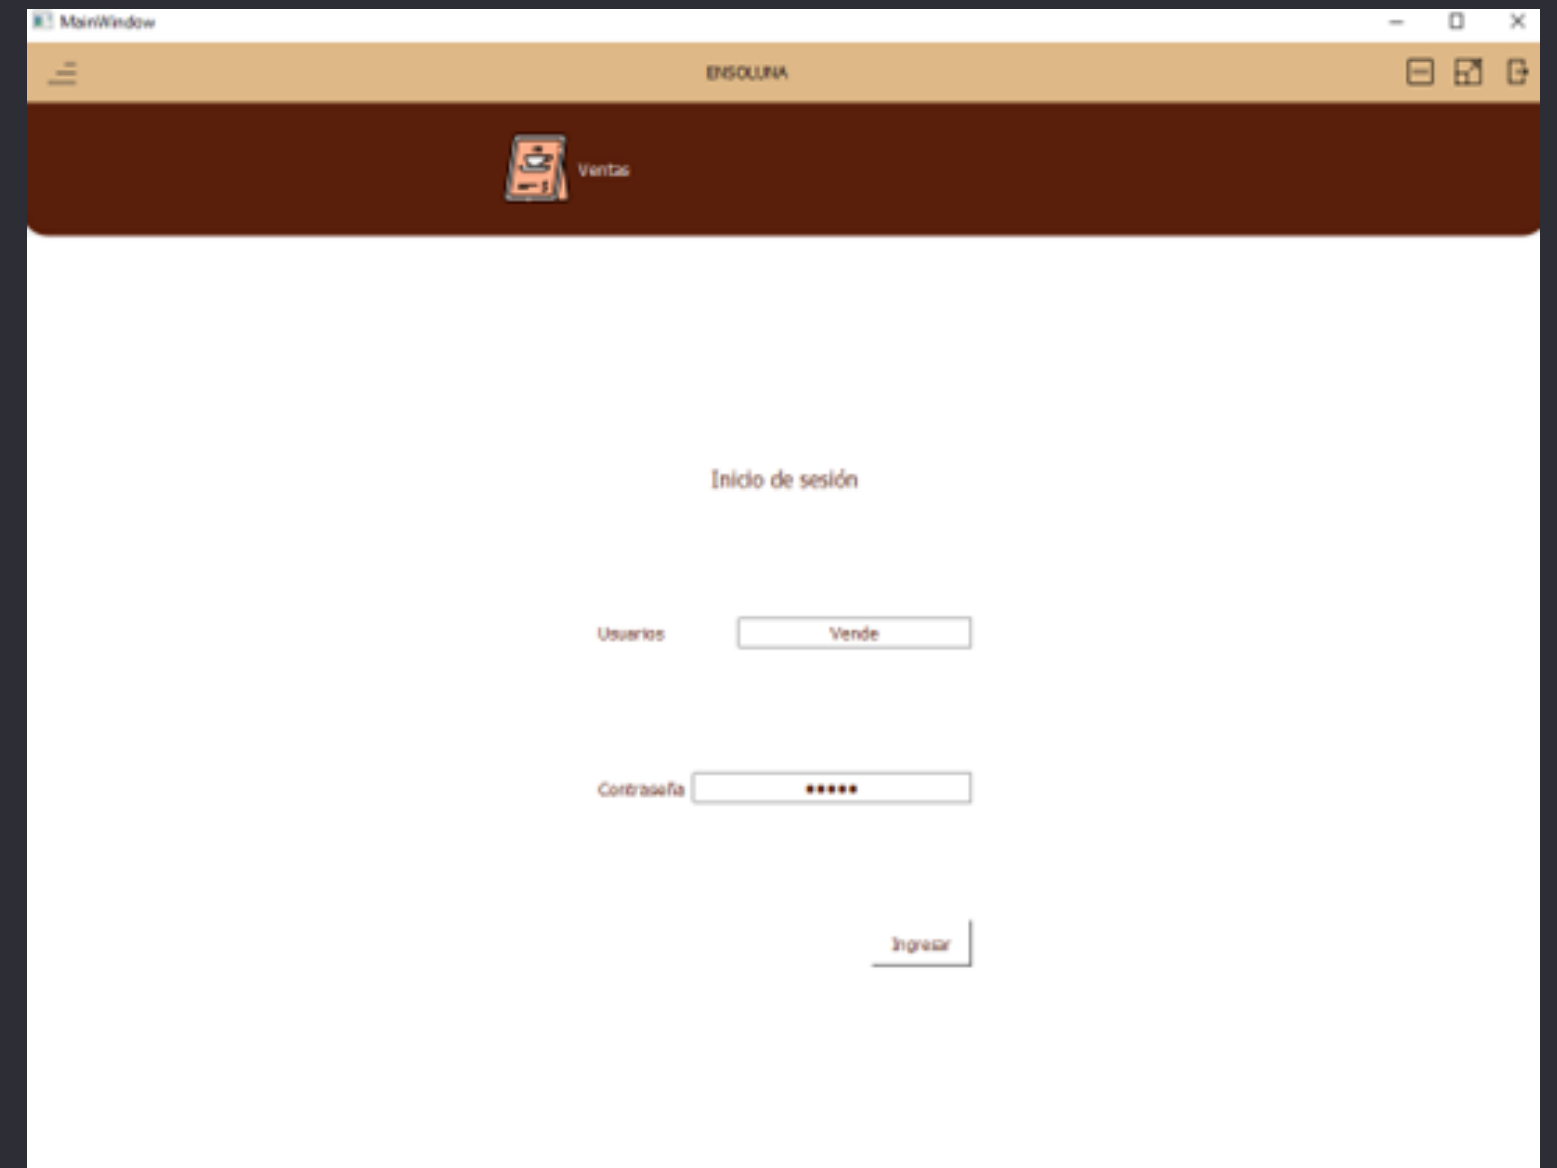 MainWindow
ENSOLUNA
Ventas
Inicio de sesión
Usuarios
Vende
Contraseña
•••••
Ingresar